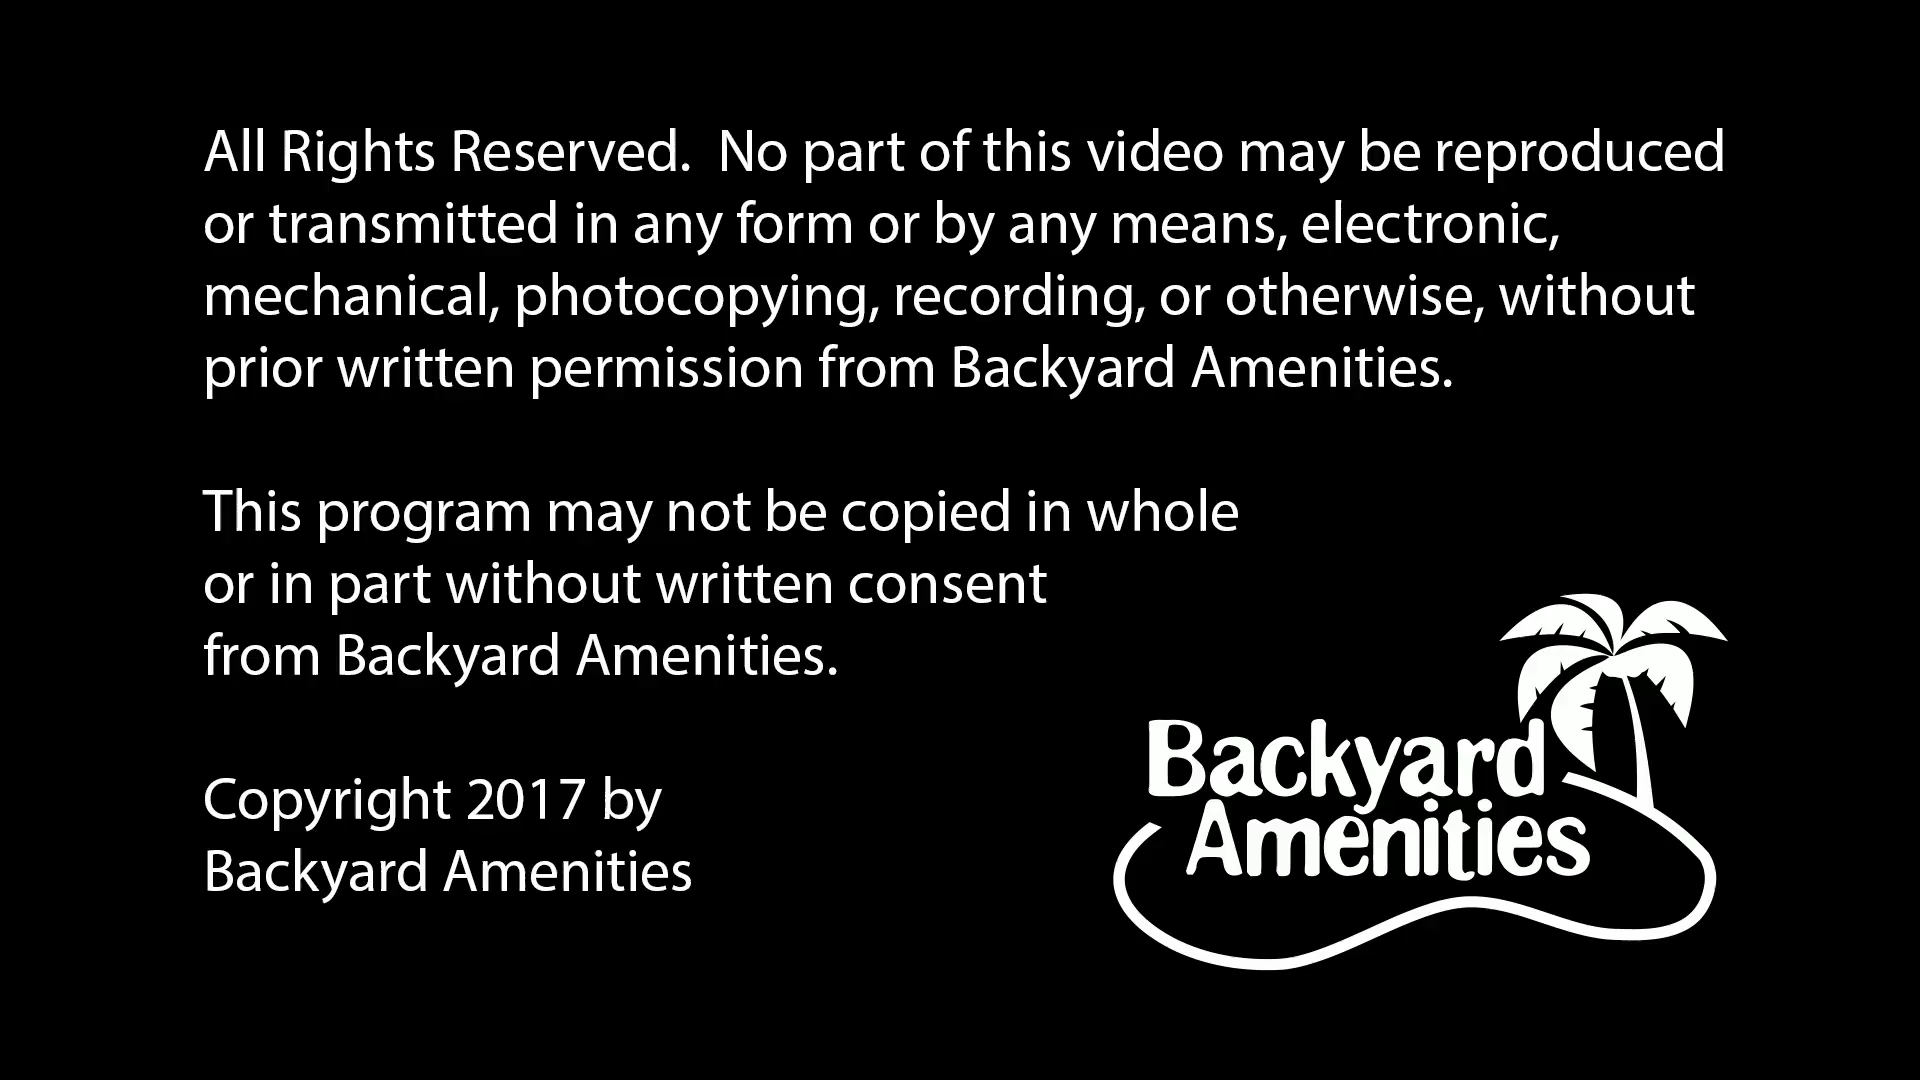 All Rights Reserved.  No part of this video may be reproduced
or transmitted in any form or by any means, electronic,
mechanical, photocopying, recording, or otherwise, without
prior written permission from Backyard Amenities.
This program may not be copied in whole
or in part without written consent
from Backyard Amenities.
Copyright 2017 by
Backyard Amenities
Backyard
Amenities